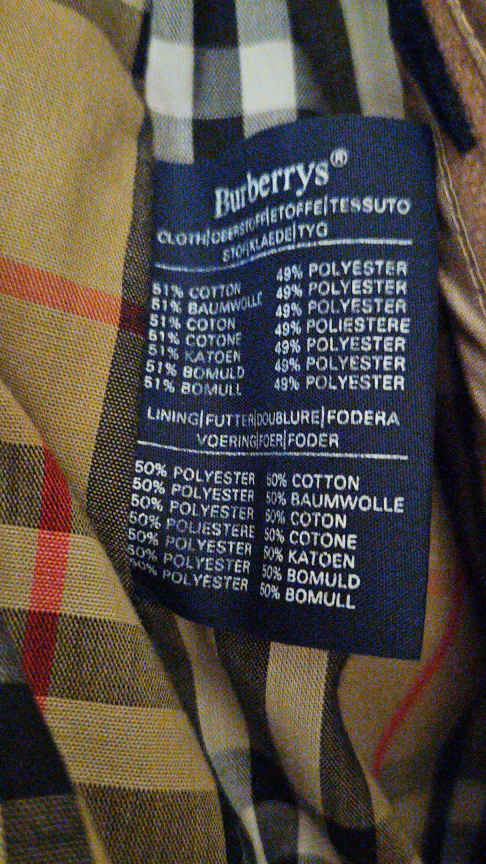 Burberrys®
CLOTH|OBERSTOFF|ETOFFE|TESSUTO
STOF|KLAEDE|TYG
51% COTTON 49% POLYESTER
51% BAUMWOLLE 49% POLYESTER
51% COTON 49% POLYESTER
51% COTONE 49% POLIESTERE
51% KATOEN 49% POLYESTER
51% BOMULD 49% POLYESTER
51% BOMULL 49% POLYESTER
LINING|FUTTER|DOUBLURE|FODERA
VOERING|FOER|FODER
50% POLYESTER 50% COTTON
50% POLYESTER 50% BAUMWOLLE
50% POLYESTER 50% COTON
50% POLIESTERE 50% COTONE
50% POLYESTER 50% KATOEN
50% POLYESTER 50% BOMULD
50% POLYESTER 50% BOMULL